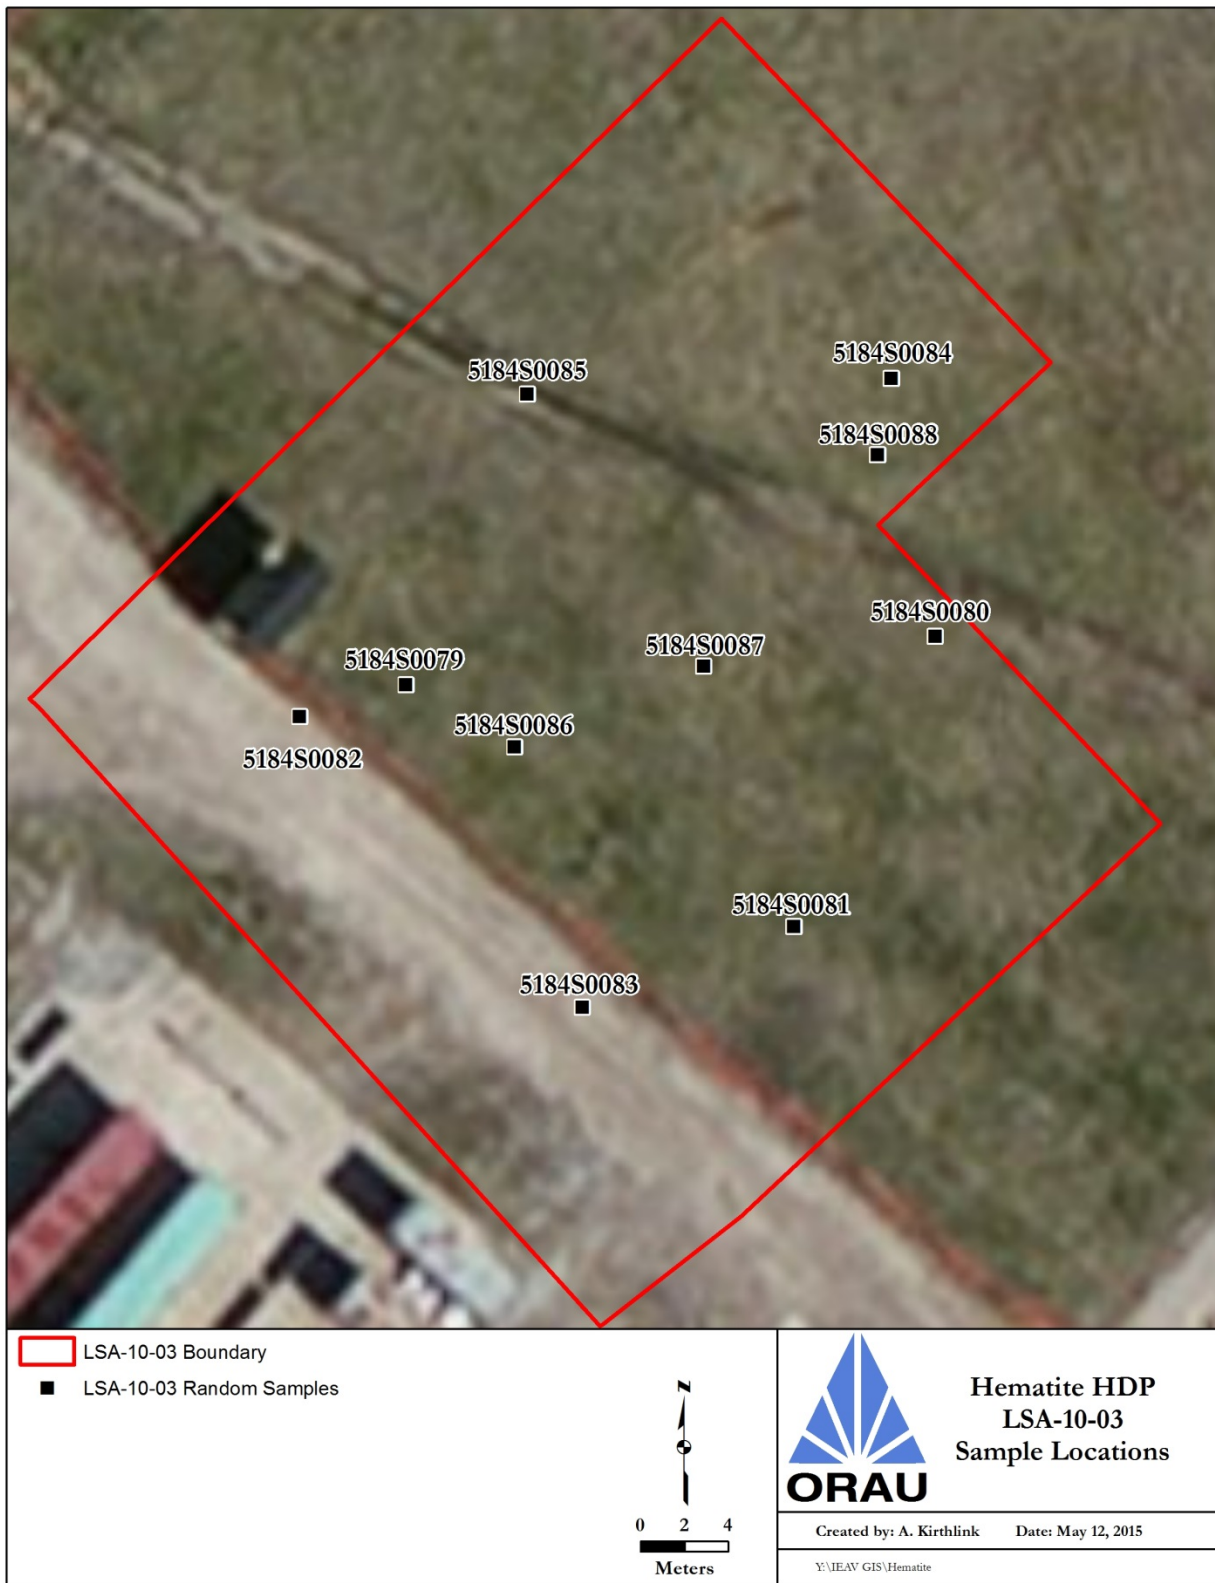 5184S0084
5184S0085
5184S0088
5184S0080
5184S0087
5184S0079
5184S0086
5184S0082
5184S0081
5184S0083
LSA-10-03 Boundary
LSA-10-03 Random Samples
N
0 2 4
Meters
ORAU
Hematite HDP
LSA-10-03
Sample Locations
Created by: A. Kirthlink Date: May 12, 2015
Y:\IEAV GIS\Hematite